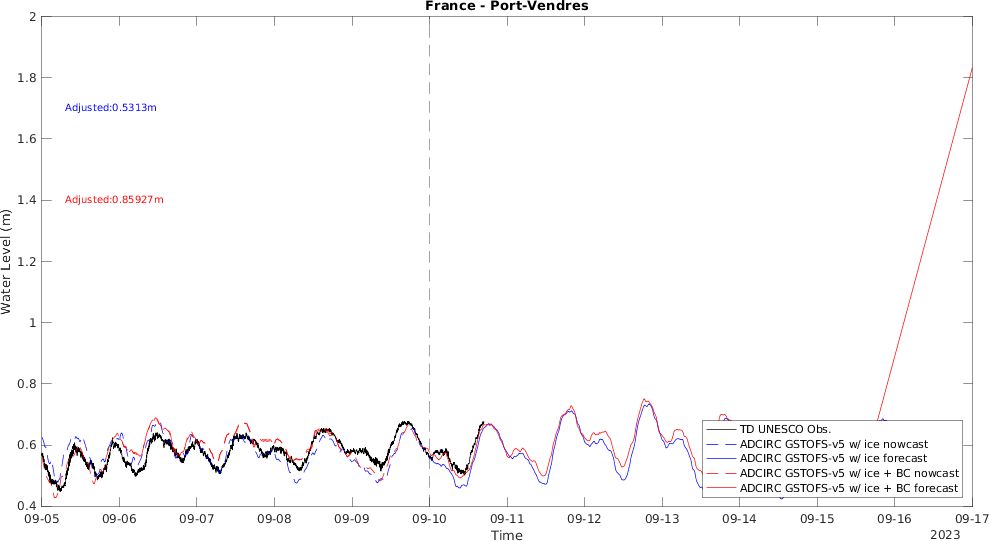 France - Port-Vendres
2
1.8
Adjusted:0.5313m
1.6
1.4
Adjusted:0.85927m
Water Level (m)
1.2
1
0.8
0.6
0.4
TD UNESCO Obs.
ADCIRC GSTOFS-v5 w/ ice nowcast
ADCIRC GSTOFS-v5 w/ ice forecast
ADCIRC GSTOFS-v5 w/ ice + BC nowcast
ADCIRC GSTOFS-v5 w/ ice + BC forecast
09-05 09-06 09-07 09-08 09-09 09-10 09-11 09-12 09-13 09-14 09-15 09-16 09-17
Time
2023